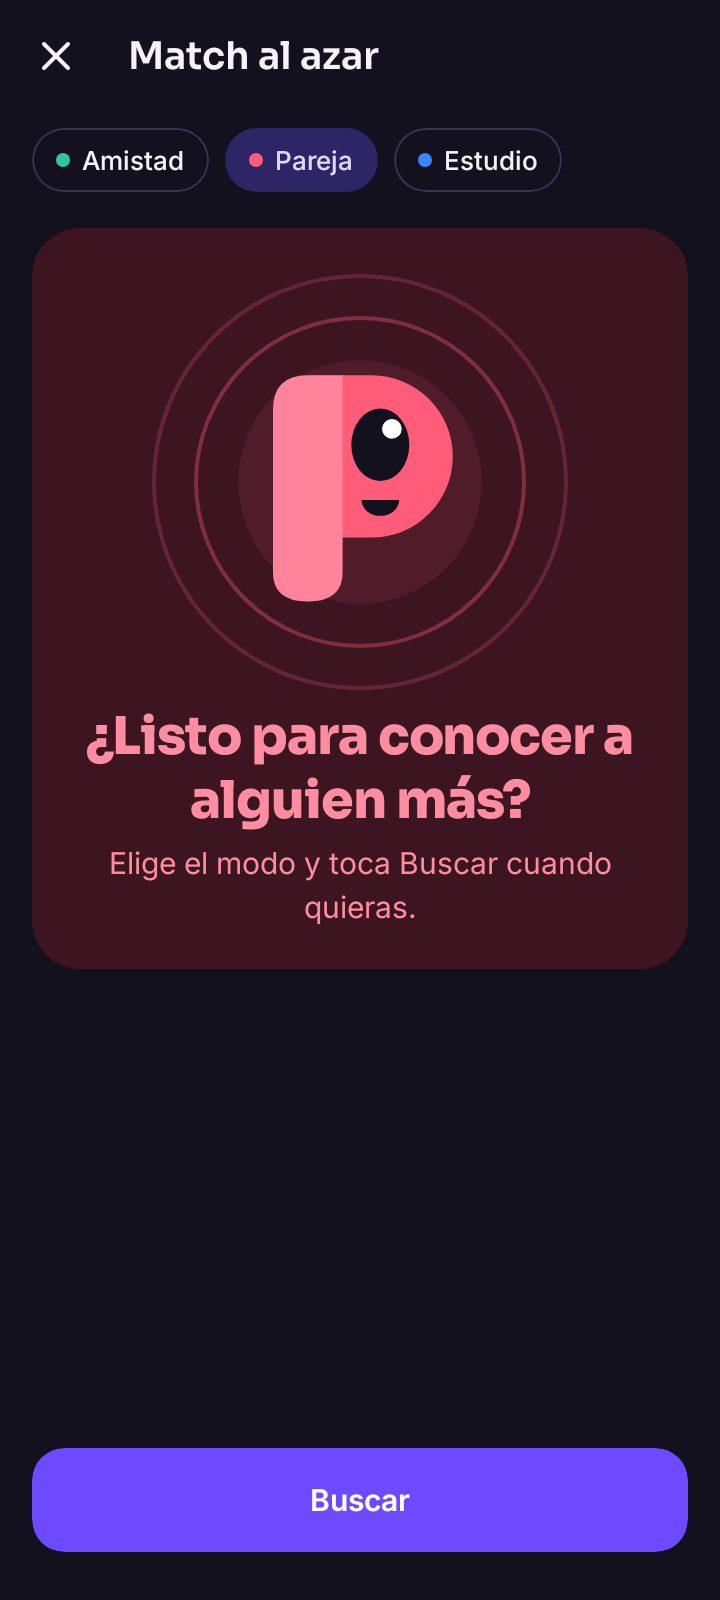 Match al azar
Amistad
Pareja
Estudio
¿Listo para conocer a
alguien más?
Elige el modo y toca Buscar cuando
quieras.
Buscar